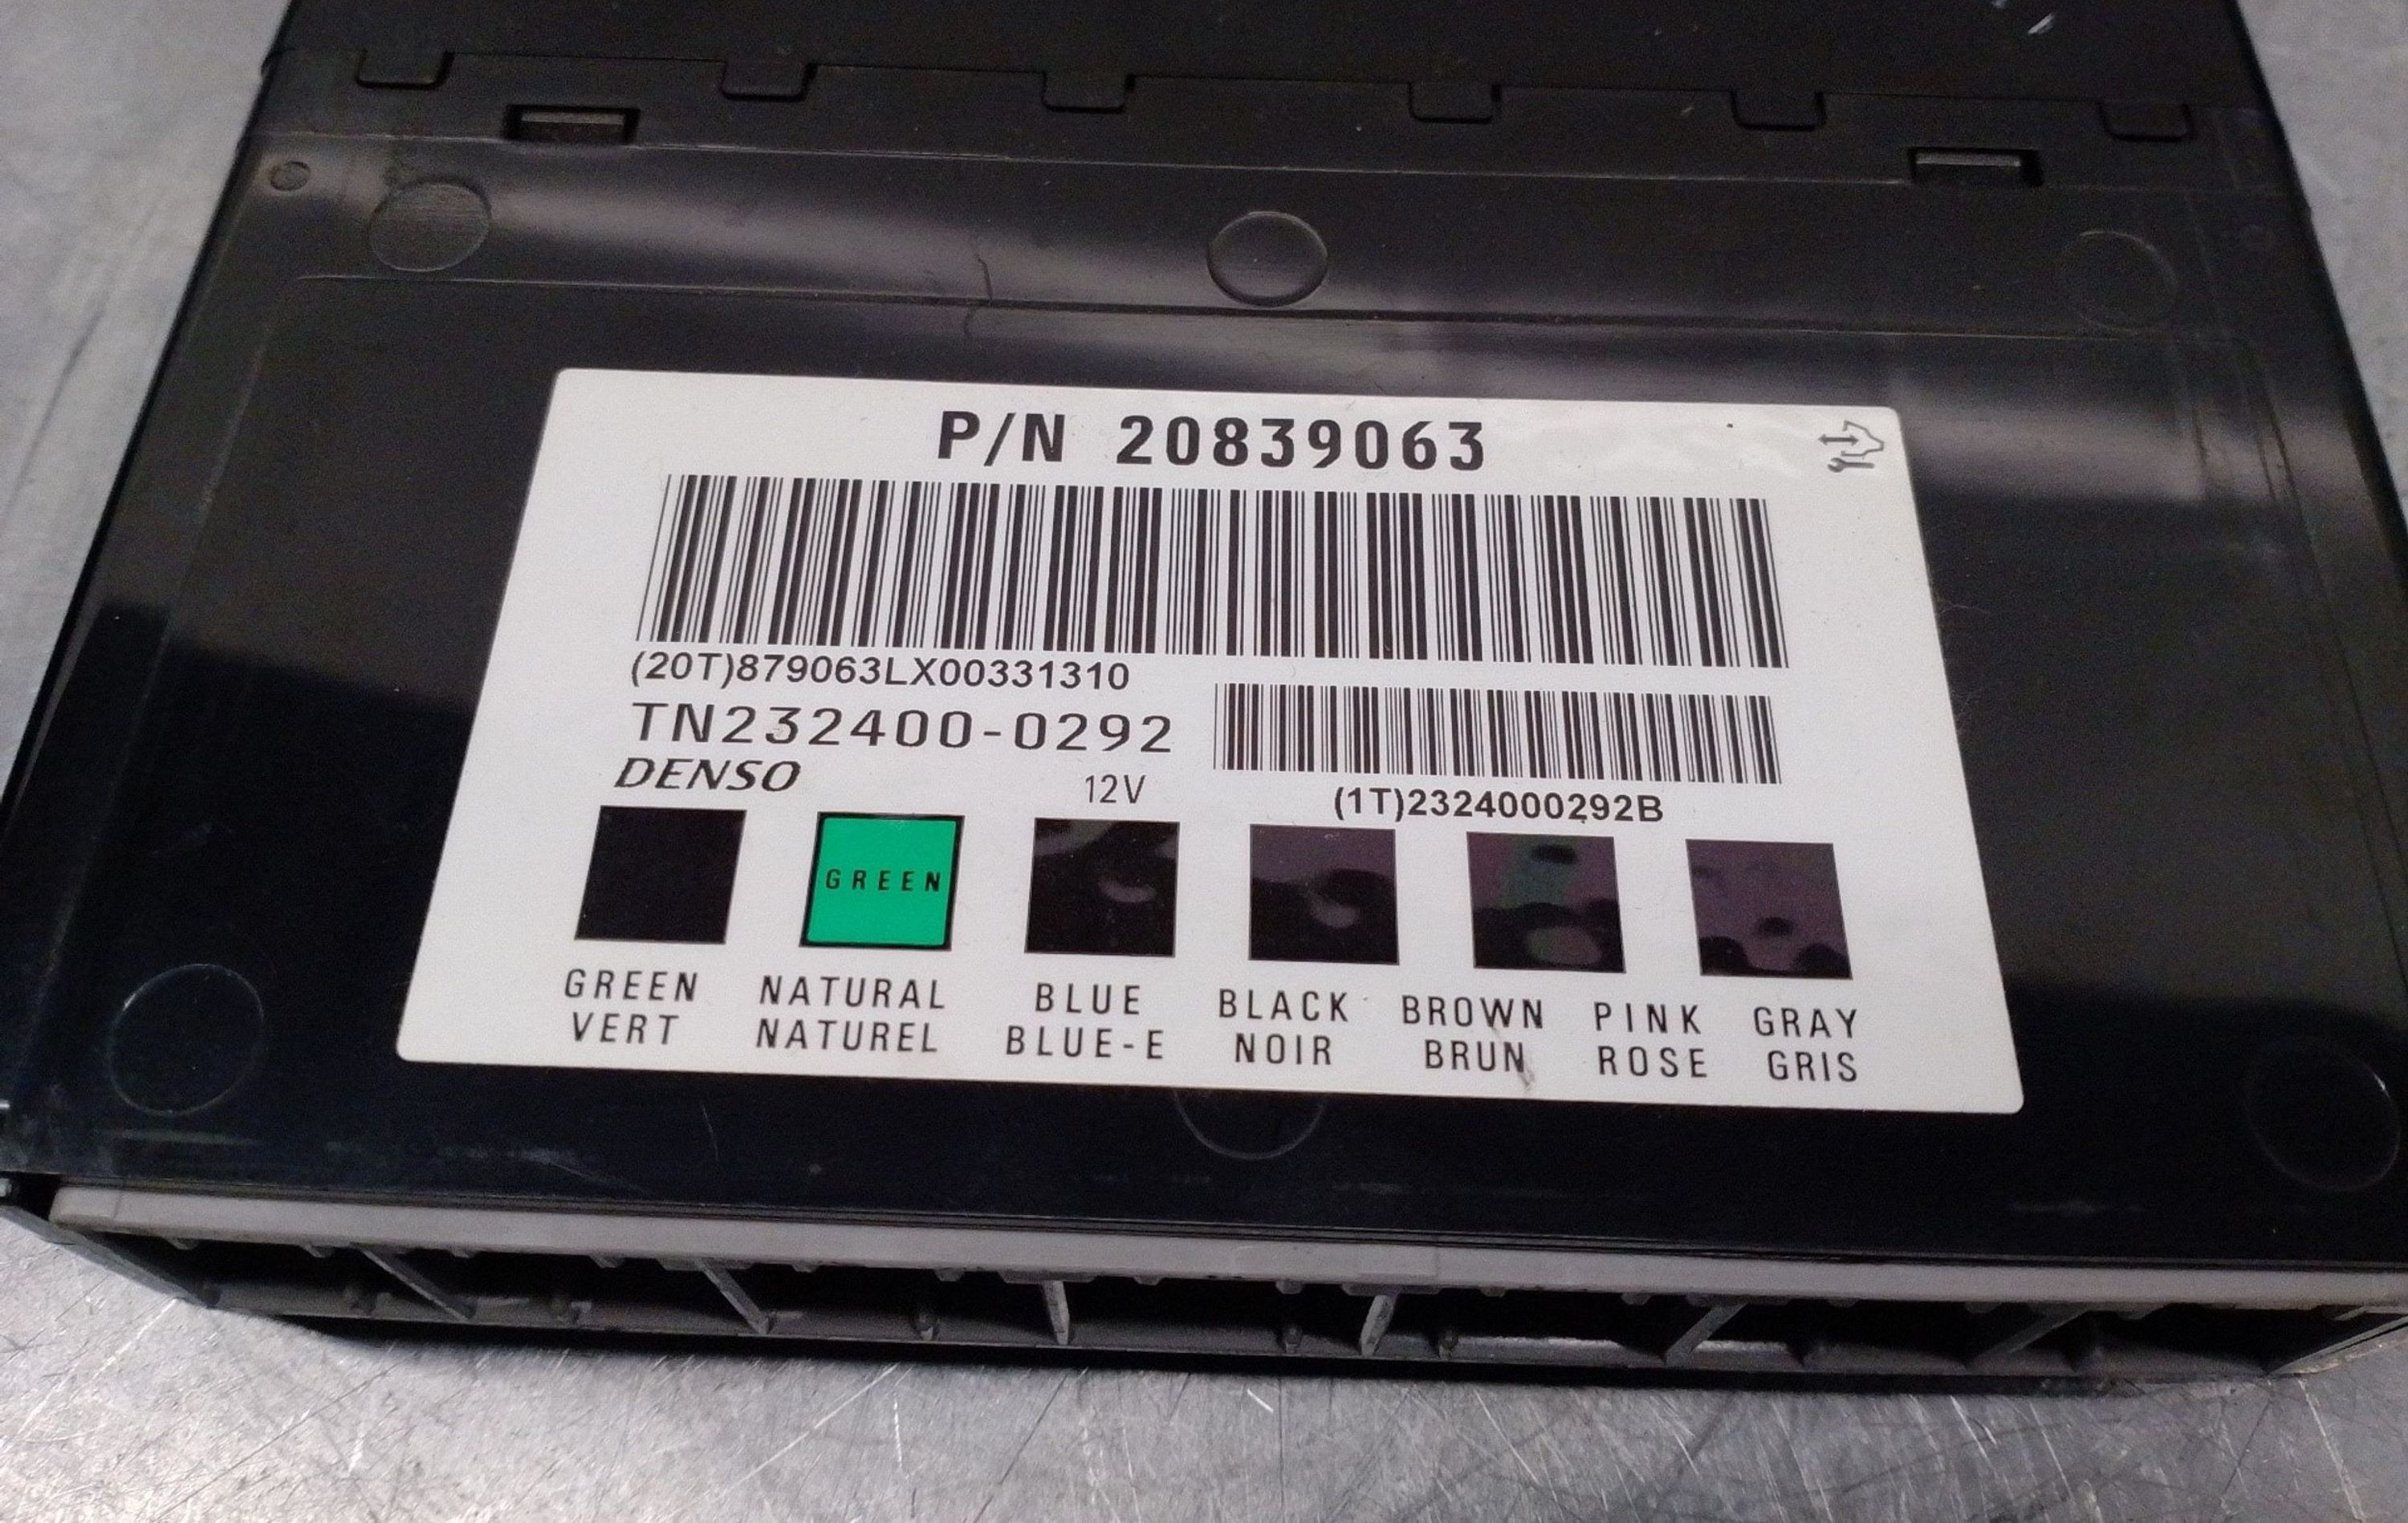 P/N 20839063
(20T)879063LX00331310
TN232400-0292
DENSO
12V
(1T)2324000292B
GREEN
GREEN NATURAL BLUE BLACK BROWN PINK GRAY
VERT NATUREL BLUE-E NOIR BRUN ROSE GRIS